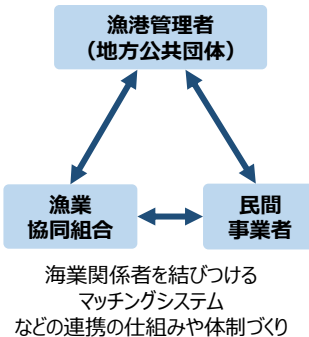 漁港管理者
（地方公共団体）
漁業
協同組合
民間
事業者
海業関係者を結びつける
マッチングシステム
などの連携の仕組みや体制づくり